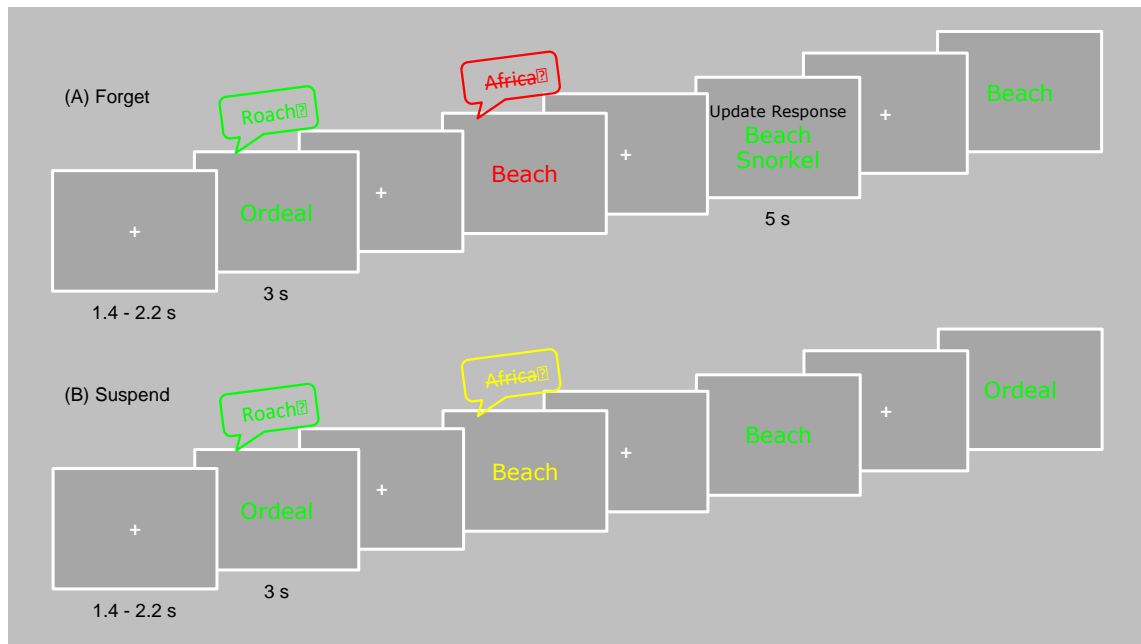 (A) Forget
Roach
Ordeal
Africa
Beach
Update Response
Beach
Snorkel
Beach
+
+
+
+
1.4 - 2.2 s
3 s
5 s
(B) Suspend
Roach
Ordeal
Africa
Beach
Beach
Ordeal
+
+
+
+
1.4 - 2.2 s
3 s